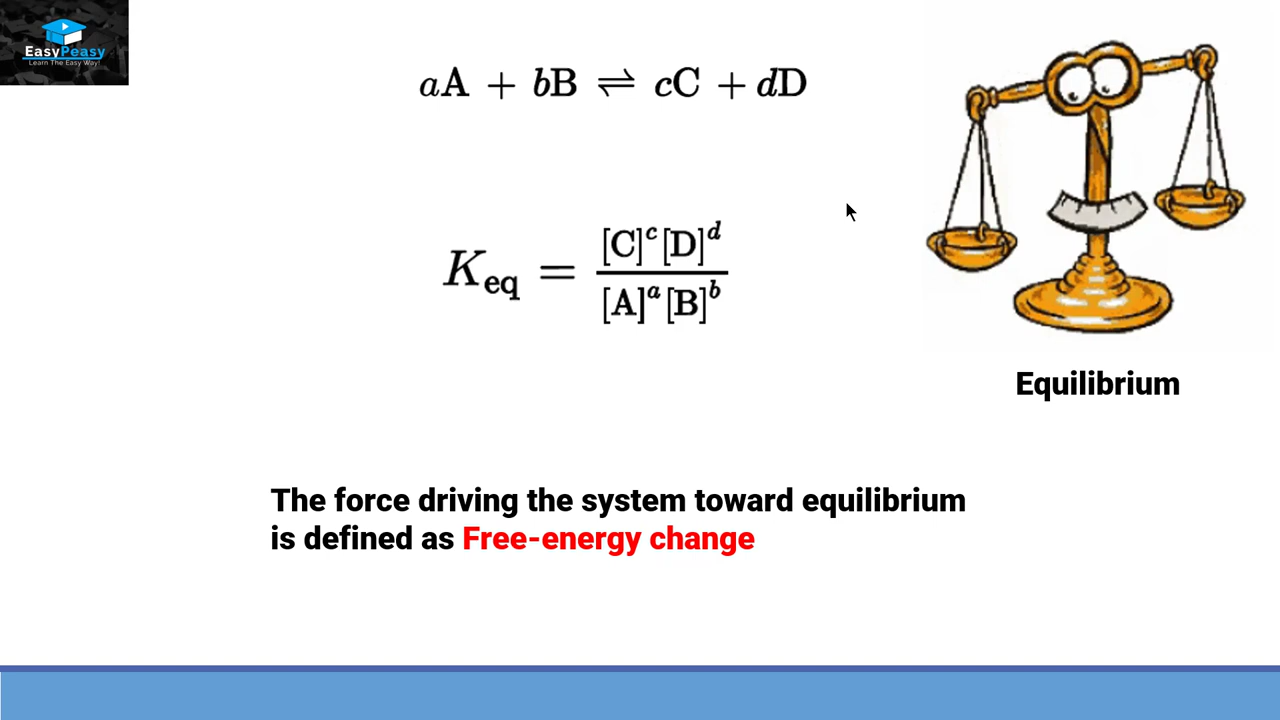 EasyPeasy
Learn The Easy Way!
aA + bB ⇌ cC + dD
K_eq = [C]^c[D]^d / [A]^a[B]^b
Equilibrium
The force driving the system toward equilibrium
is defined as Free-energy change